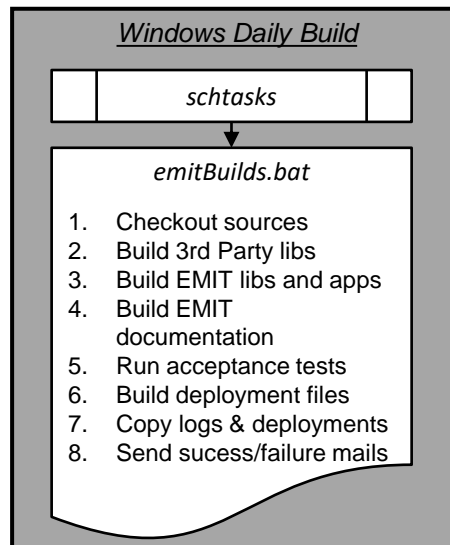 Windows Daily Build
schtasks
emitBuilds.bat
1. Checkout sources
2. Build 3rd Party libs
3. Build EMIT libs and apps
4. Build EMIT
documentation
5. Run acceptance tests
6. Build deployment files
7. Copy logs & deployments
8. Send sucess/failure mails